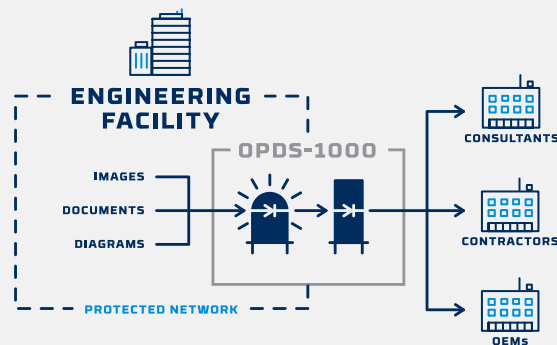 ENGINEERING
FACILITY
OPDS-1000
IMAGES
DOCUMENTS
DIAGRAMS
PROTECTED NETWORK
CONSULTANTS
CONTRACTORS
OEMs